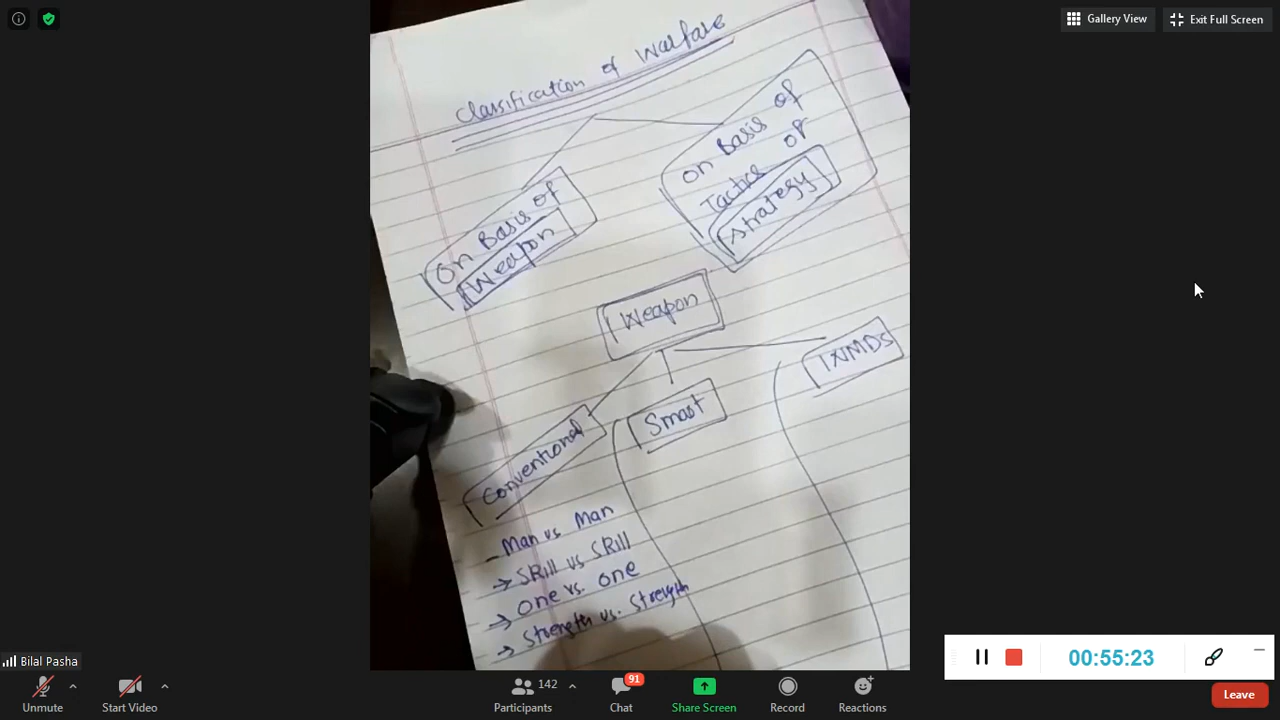 Gallery View
Exit Full Screen
Classification of Warfare
On Basis of
Weapon
On Basis of
Tactics or
Strategy
Weapon
Conventional
Smart
WMDs
- Man vs Man
→ Skill vs Skill
→ One vs. One
→ Strength vs. Strength
Bilal Pasha
00:55:23
Unmute
Start Video
142
Participants
91
Chat
Share Screen
Record
Reactions
Leave